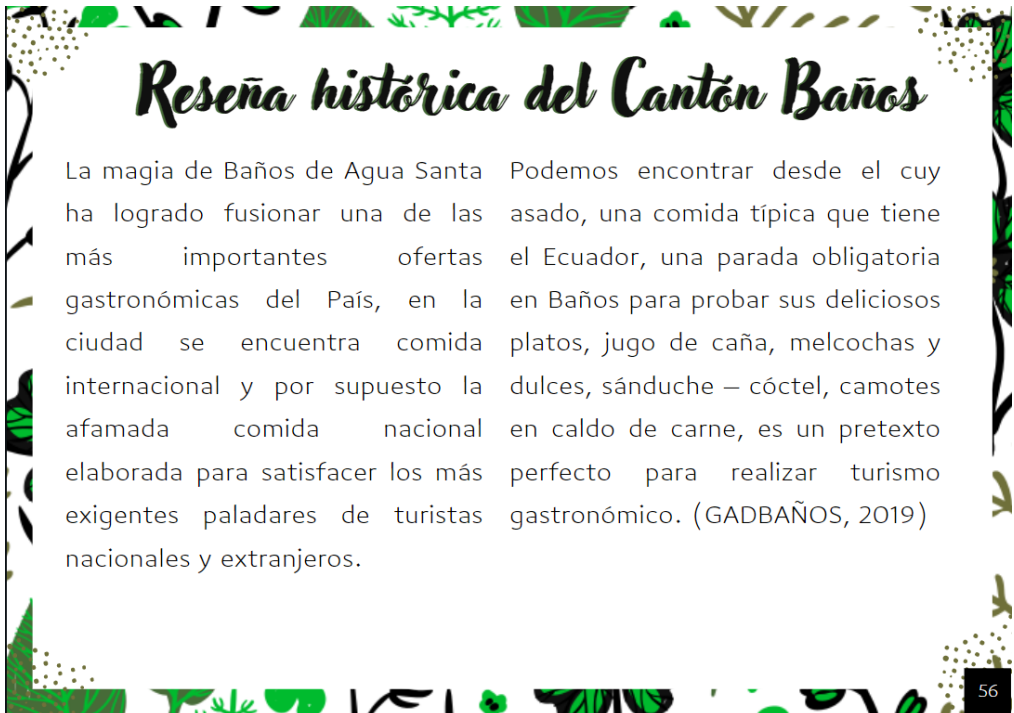 Reseña histórica del Cantón Baños
La magia de Baños de Agua Santa
ha logrado fusionar una de las
más importantes ofertas
gastronómicas del País, en la
ciudad se encuentra comida
internacional y por supuesto la
afamada comida nacional
elaborada para satisfacer los más
exigentes paladares de turistas
nacionales y extranjeros.
Podemos encontrar desde el cuy
asado, una comida típica que tiene
el Ecuador, una parada obligatoria
en Baños para probar sus deliciosos
platos, jugo de caña, melcochas y
dulces, sánduche – cóctel, camotes
en caldo de carne, es un pretexto
perfecto para realizar turismo
gastronómico. (GADBAÑOS, 2019)
56